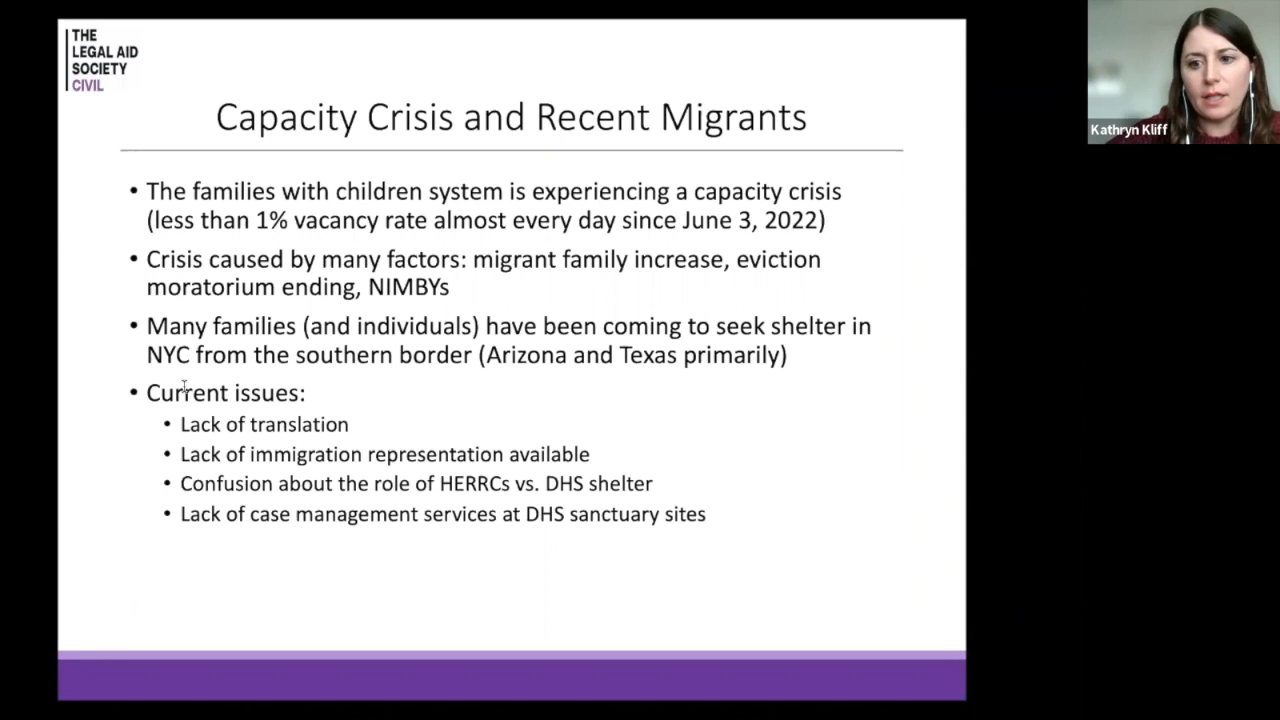 THE
LEGAL AID
SOCIETY
CIVIL
Capacity Crisis and Recent Migrants
• The families with children system is experiencing a capacity crisis
(less than 1% vacancy rate almost every day since June 3, 2022)
• Crisis caused by many factors: migrant family increase, eviction
moratorium ending, NIMBYs
• Many families (and individuals) have been coming to seek shelter in
NYC from the southern border (Arizona and Texas primarily)
• Current issues:
• Lack of translation
• Lack of immigration representation available
• Confusion about the role of HERRCs vs. DHS shelter
• Lack of case management services at DHS sanctuary sites
Kathryn Kliff